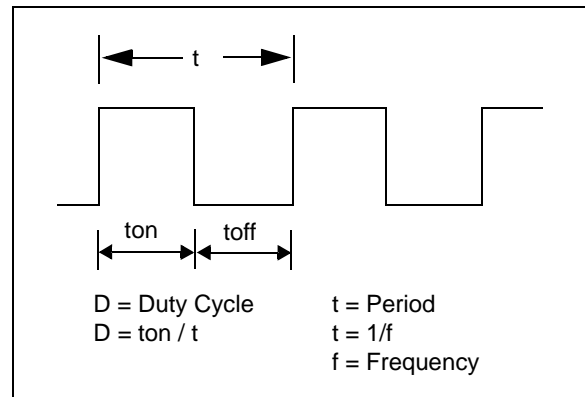 t
ton
toff
D = Duty Cycle
D = ton / t
t = Period
t = 1/f
f = Frequency